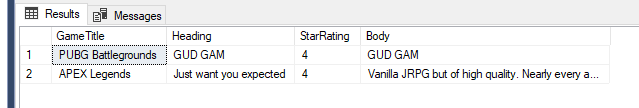 Results Messages
GameTitle Heading StarRating Body
1 PUBG Battlegrounds GUD GAM 4 GUD GAM
2 APEX Legends Just want you expected 4 Vanilla JRPG but of high quality. Nearly every a...